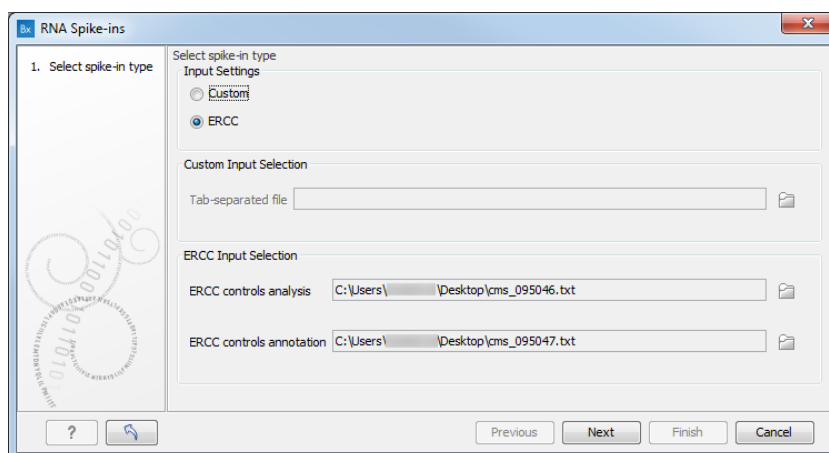 Bx RNA Spike-ins
1. Select spike-in type
Select spike-in type
Input Settings
Custom
ERCC
Custom Input Selection
Tab-separated file
ERCC Input Selection
ERCC controls analysis C:\Users\ \Desktop\cms_095046.txt
ERCC controls annotation C:\Users\ \Desktop\cms_095047.txt
? Previous Next Finish Cancel